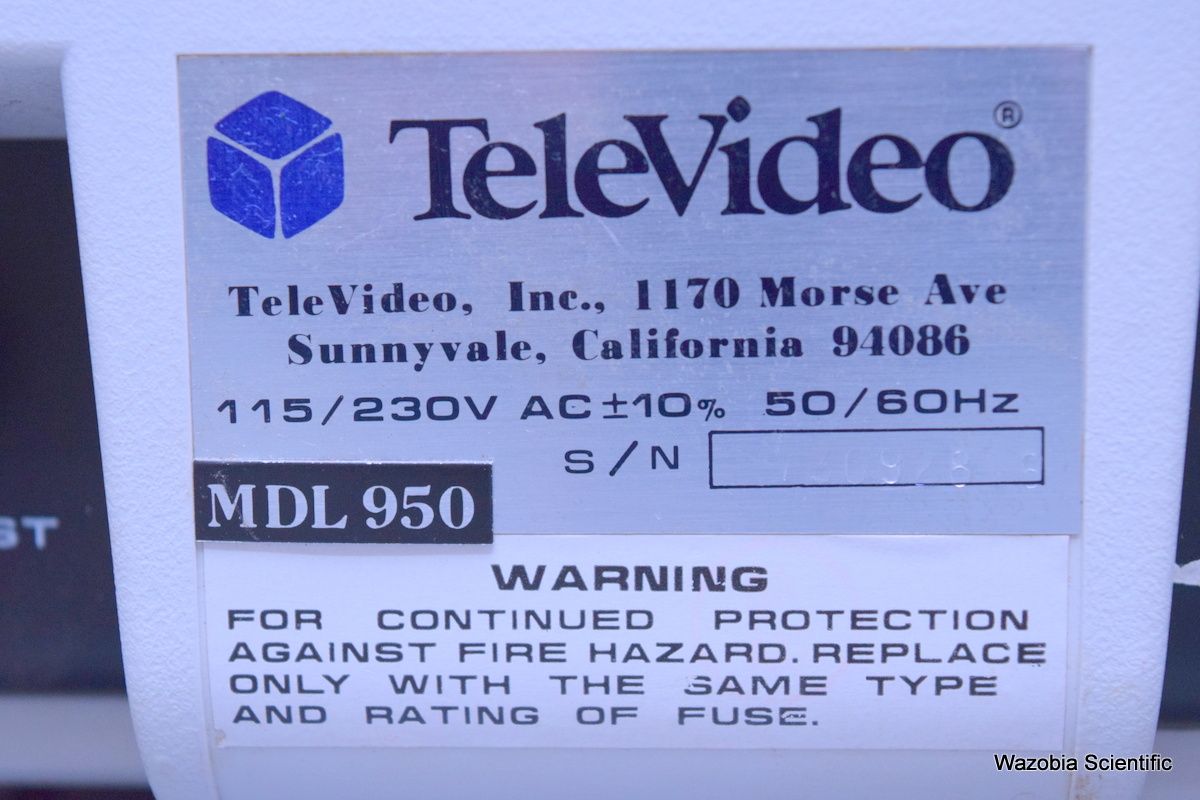 TeleVideo®
TeleVideo, Inc., 1170 Morse Ave
Sunnyvale, California 94086
115/230V AC ±10% 50/60Hz
S/N
MDL 950
WARNING
FOR CONTINUED PROTECTION
AGAINST FIRE HAZARD. REPLACE
ONLY WITH THE SAME TYPE
AND RATING OF FUSE.
ST
Wazobia Scientific